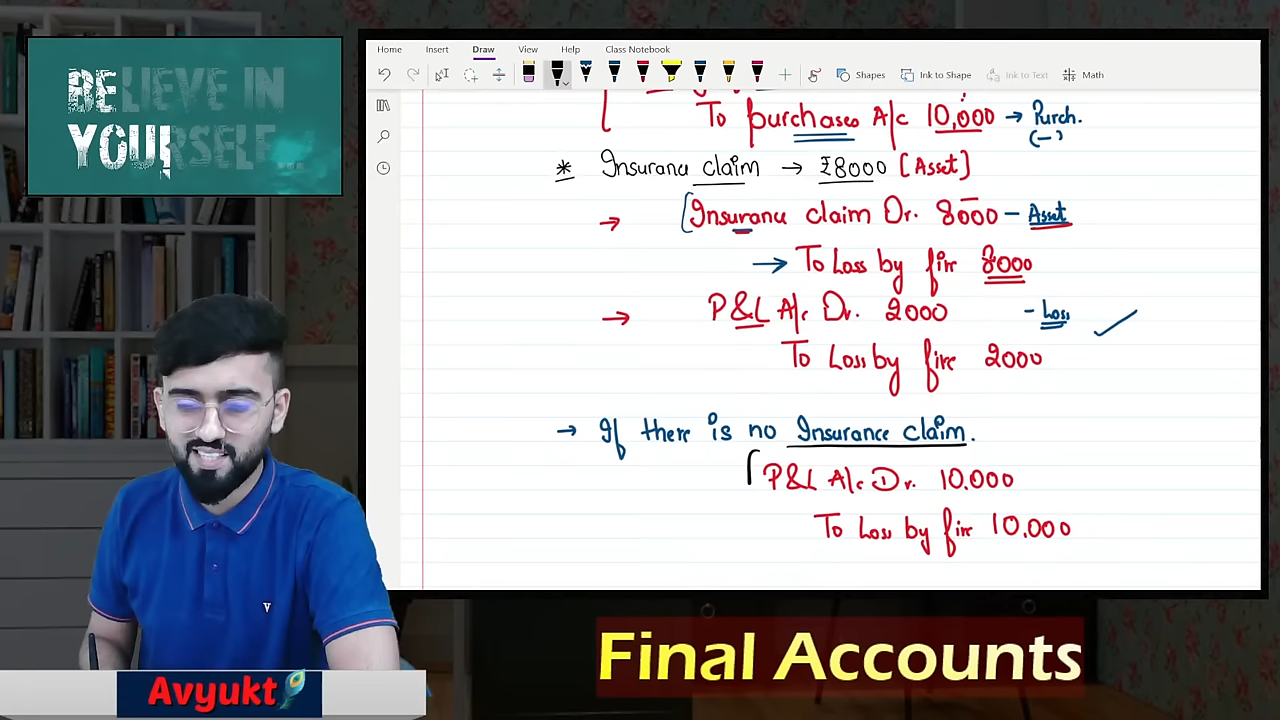 BELIEVE IN
YOURSELF...
Home Insert Draw View Help Class Notebook
Shapes Ink to Shape Ink to Text Math
To purchases A/c 10,000 → Purch.
(-)
* Insurance claim → ₹8000 [Asset]
→ [Insurance claim Dr. 8000 - Asset
→ To Loss by fire 8000
→ P&L A/c Dr. 2000 - Loss
To Loss by fire 2000
→ If there is no Insurance claim.
[P&L A/c Dr. 10.000
To Loss by fire 10.000
Final Accounts
Avyukt